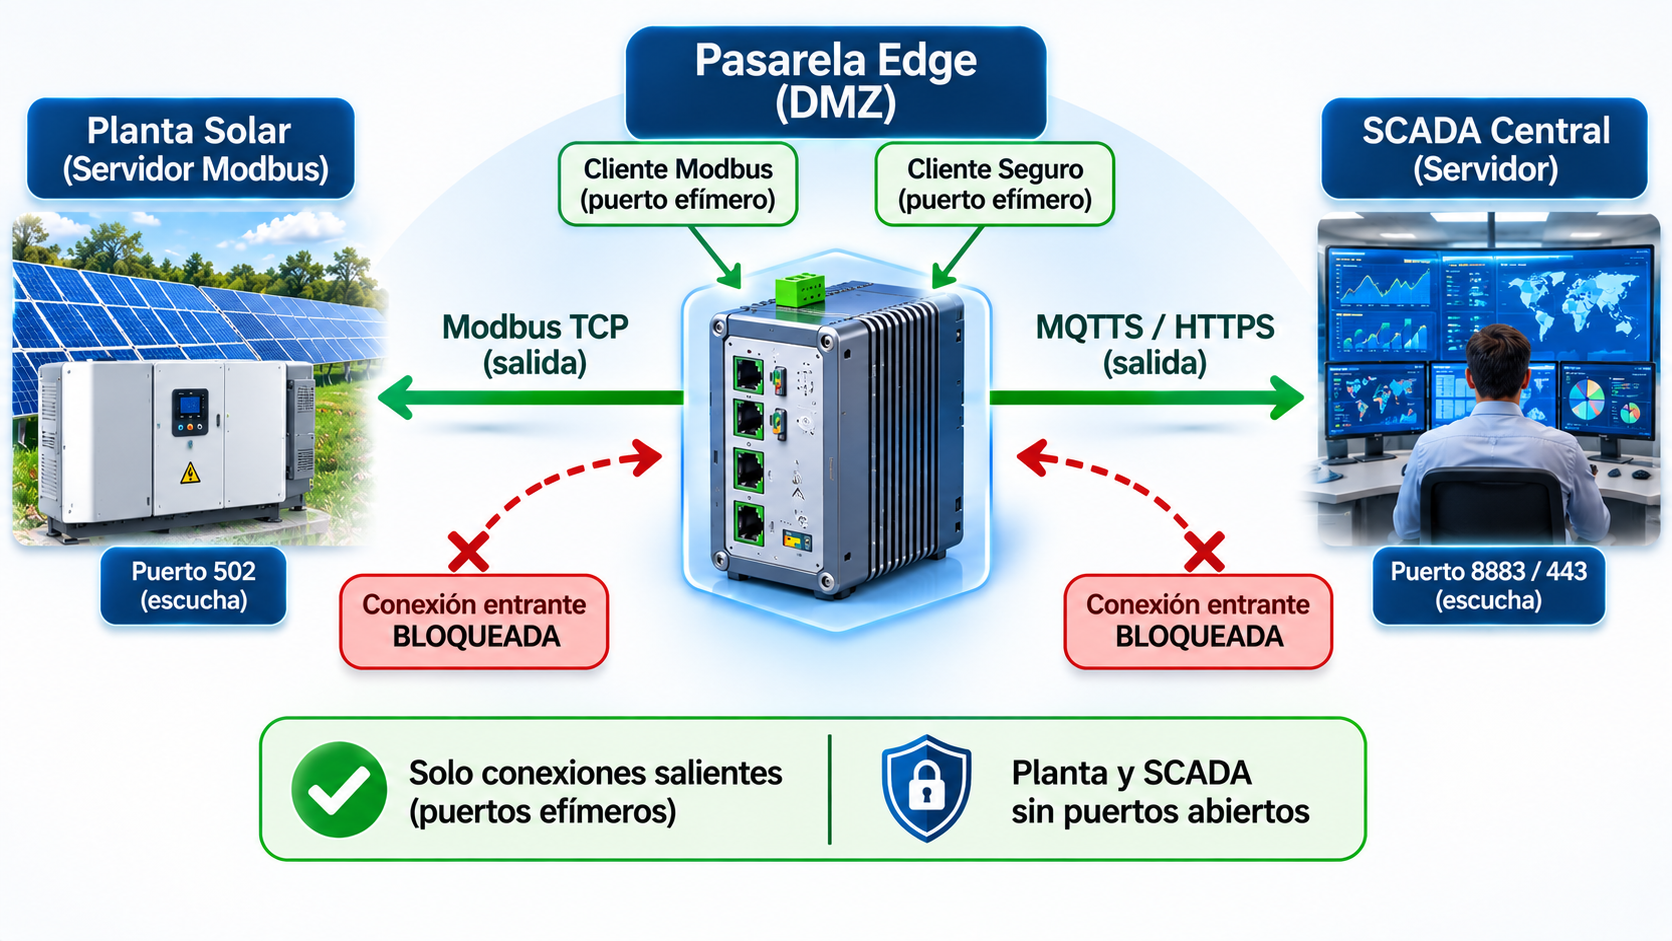 Pasarela Edge
(DMZ)
Planta Solar
(Servidor Modbus)
SCADA Central
(Servidor)
Cliente Modbus
(puerto efímero)
Cliente Seguro
(puerto efímero)
Modbus TCP
(salida)
MQTTS / HTTPS
(salida)
Puerto 502
(escucha)
Conexión entrante
BLOQUEADA
Conexión entrante
BLOQUEADA
Puerto 8883 / 443
(escucha)
Solo conexiones salientes
(puertos efímeros)
Planta y SCADA
sin puertos abiertos